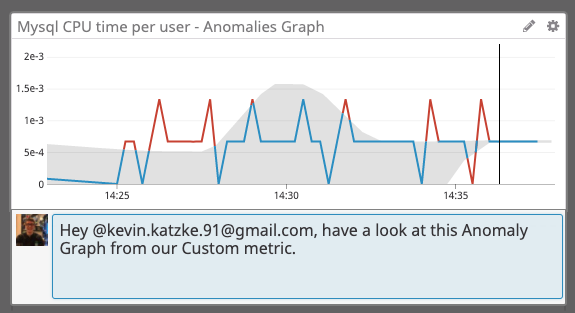 Mysql CPU time per user - Anomalies Graph
2e-3
1.5e-3
1e-3
5e-4
0
14:25 14:30 14:35
Hey @kevin.katzke.91@gmail.com, have a look at this Anomaly
Graph from our Custom metric.